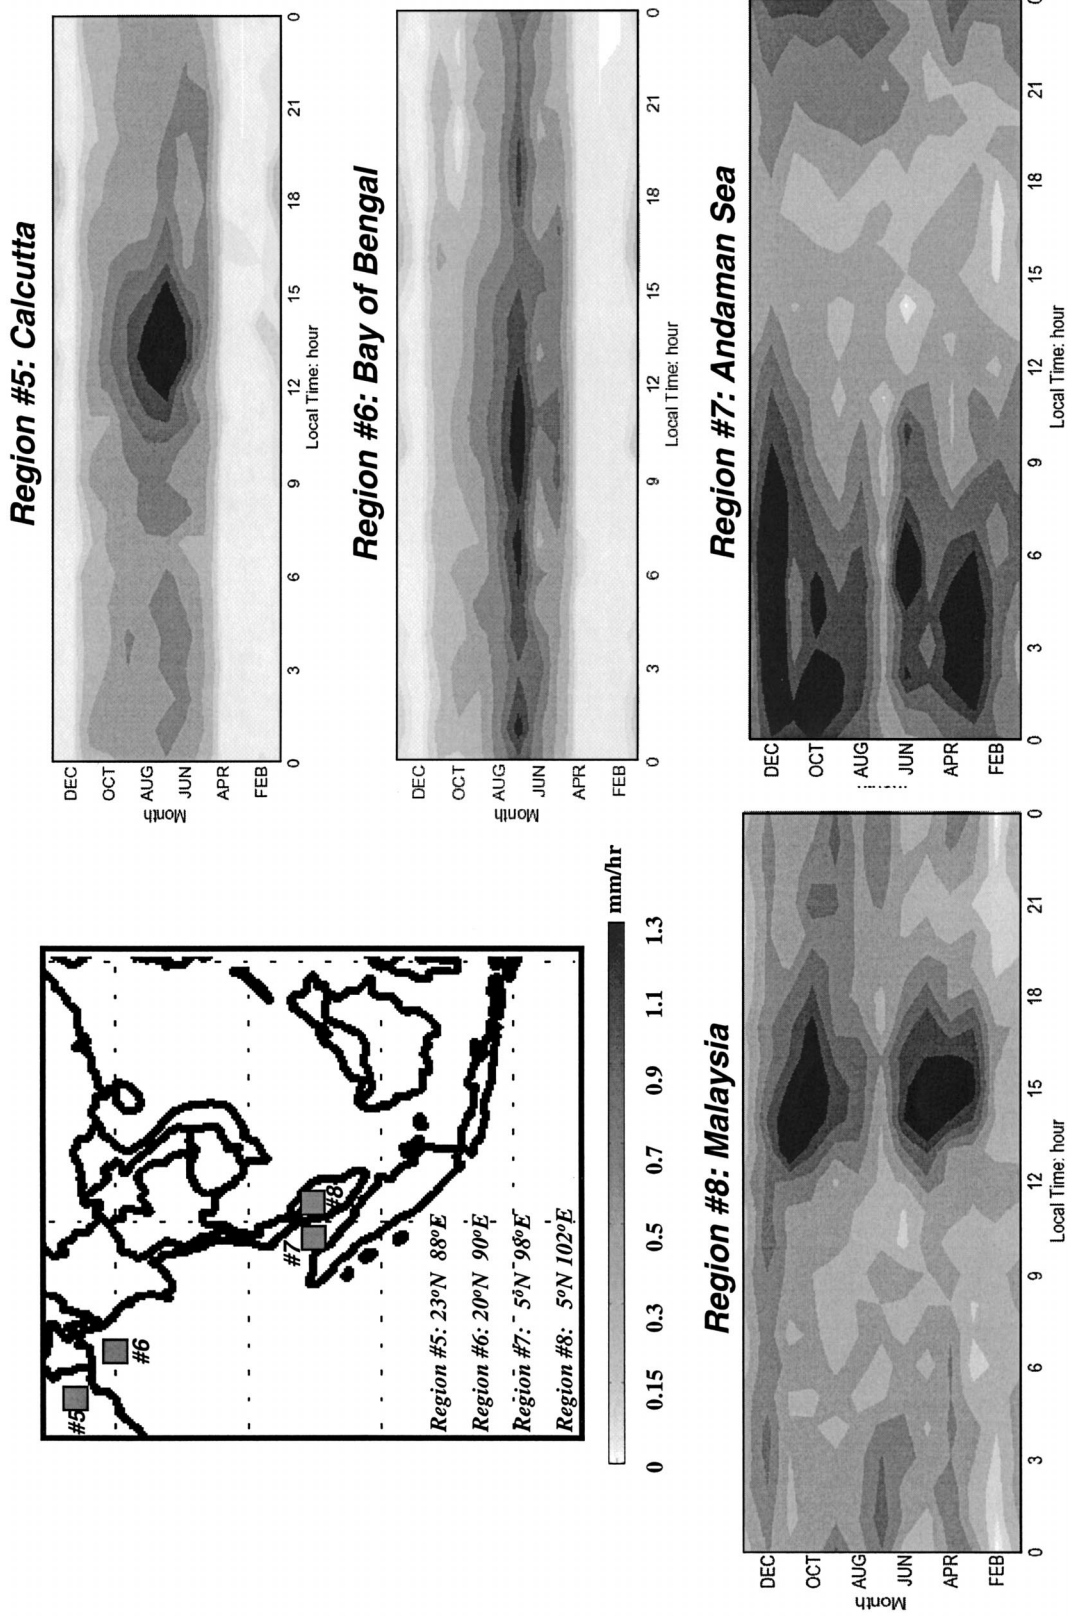 Region #5: Calcutta
DEC
OCT
AUG
JUN
APR
FEB
Month
0 3 6 9 12 15 18 21 0
Local Time: hour
Region #6: Bay of Bengal
DEC
OCT
AUG
JUN
APR
FEB
Month
0 3 6 9 12 15 18 21 0
Local Time: hour
Region #7: Andaman Sea
DEC
OCT
AUG
JUN
APR
FEB
0 3 6 9 12 15 18 21 0
Local Time: hour
#5
#6
#7
#8
Region #5: 23°N 88°E
Region #6: 20°N 90°E
Region #7: 5°N 98°E
Region #8: 5°N 102°E
mm/hr
0 0.15 0.3 0.5 0.7 0.9 1.1 1.3
Region #8: Malaysia
DEC
OCT
AUG
JUN
APR
FEB
Month
0 3 6 9 12 15 18 21 0
Local Time: hour